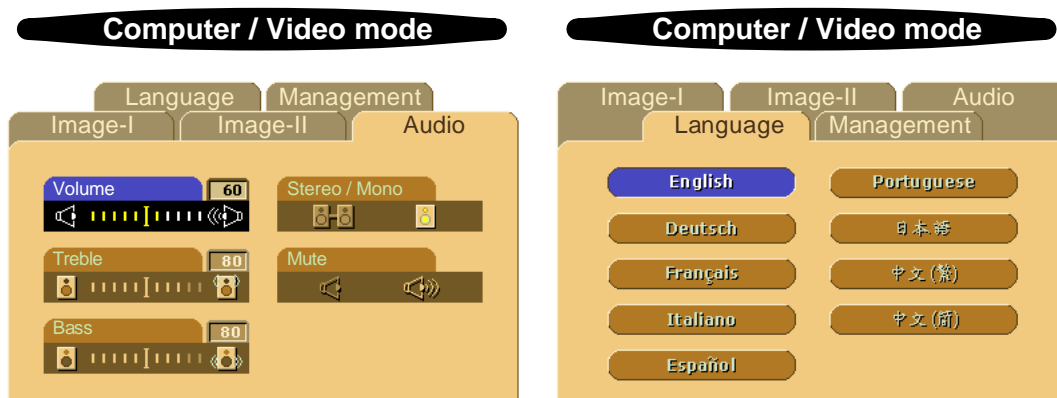 Computer / Video mode
Language Management
Image-I Image-II Audio
Volume 60
Stereo / Mono
Treble 80
Mute
Bass 80
Computer / Video mode
Image-I Image-II Audio
Language Management
English
Portuguese
Deutsch
日本語
Français
中文(繁)
Italiano
中文(简)
Español